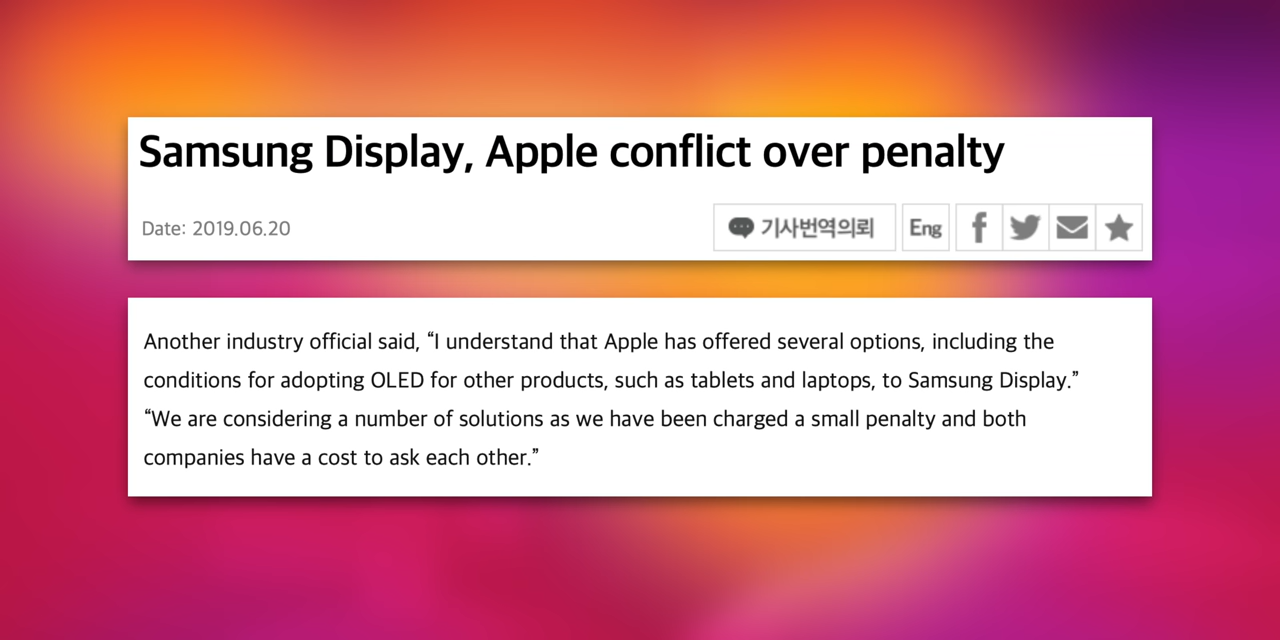 Samsung Display, Apple conflict over penalty
Date: 2019.06.20
기사번역의뢰
Eng
Another industry official said, “I understand that Apple has offered several options, including the
conditions for adopting OLED for other products, such as tablets and laptops, to Samsung Display.”
“We are considering a number of solutions as we have been charged a small penalty and both
companies have a cost to ask each other.”